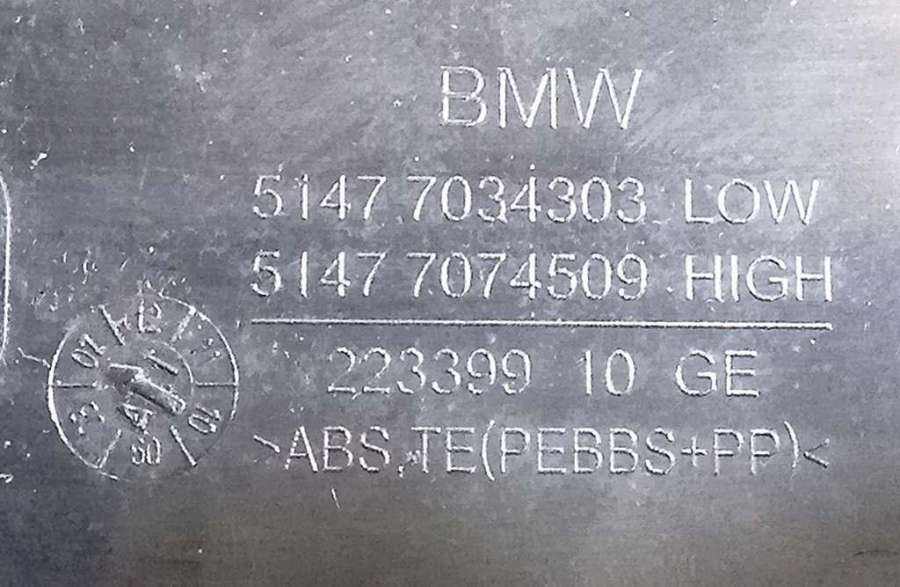 BMW
5147 7034303 LOW
5147 7074509 HIGH
223399 10 GE
>ABS,TE(PEBBS+PP)<